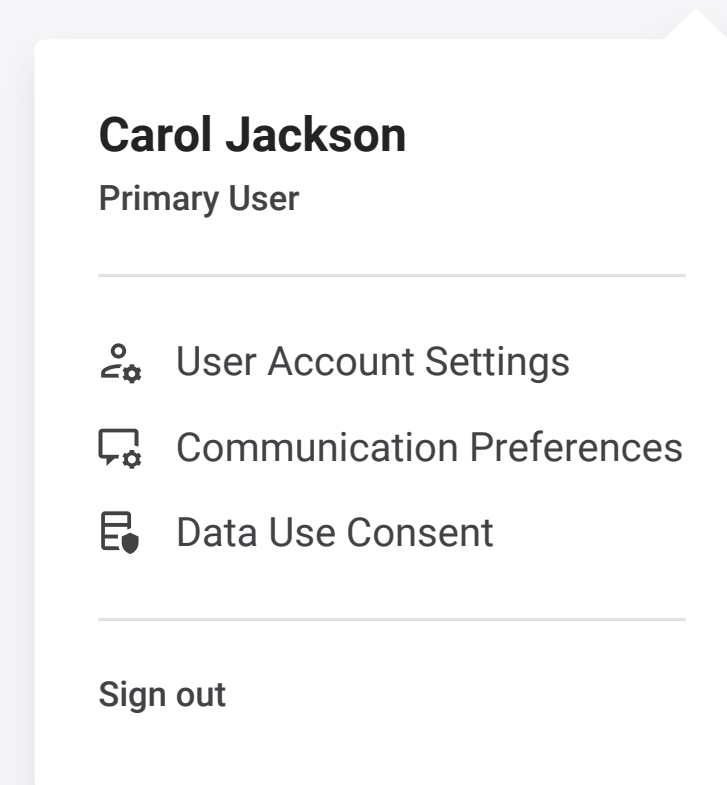 Carol Jackson
Primary User
User Account Settings
Communication Preferences
Data Use Consent
Sign out